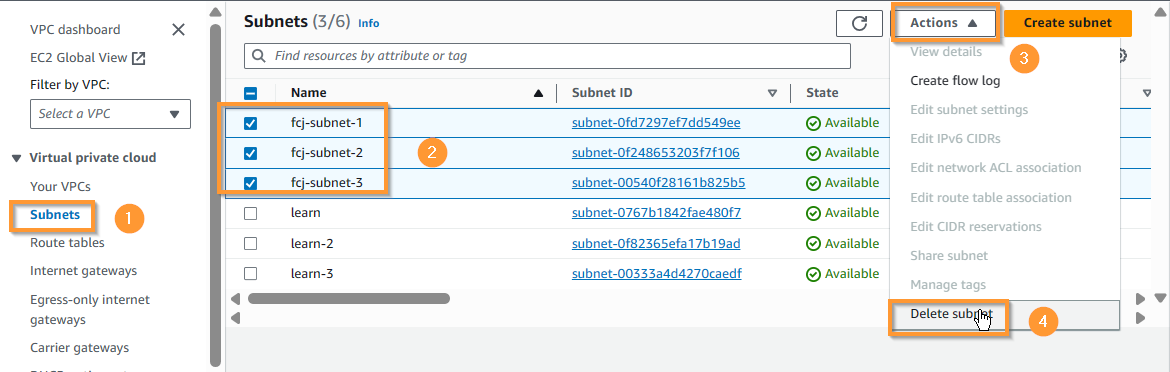 VPC dashboard
EC2 Global View
Filter by VPC:
Select a VPC
Virtual private cloud
Your VPCs
Subnets
1
Route tables
Internet gateways
Egress-only internet
gateways
Carrier gateways
Subnets (3/6) Info
Actions
Create subnet
3
Find resources by attribute or tag
Name Subnet ID State
fcj-subnet-1 subnet-0fd7297ef7dd549ee Available
fcj-subnet-2 subnet-0f248653203f7f106 Available
2
fcj-subnet-3 subnet-00540f28161b825b5 Available
learn subnet-0767b1842fae480f7 Available
learn-2 subnet-0f82365efa17b19ad Available
learn-3 subnet-00333a4d4270caedf Available
View details
Create flow log
Edit subnet settings
Edit IPv6 CIDRs
Edit network ACL association
Edit route table association
Edit CIDR reservations
Share subnet
Manage tags
Delete subnet
4